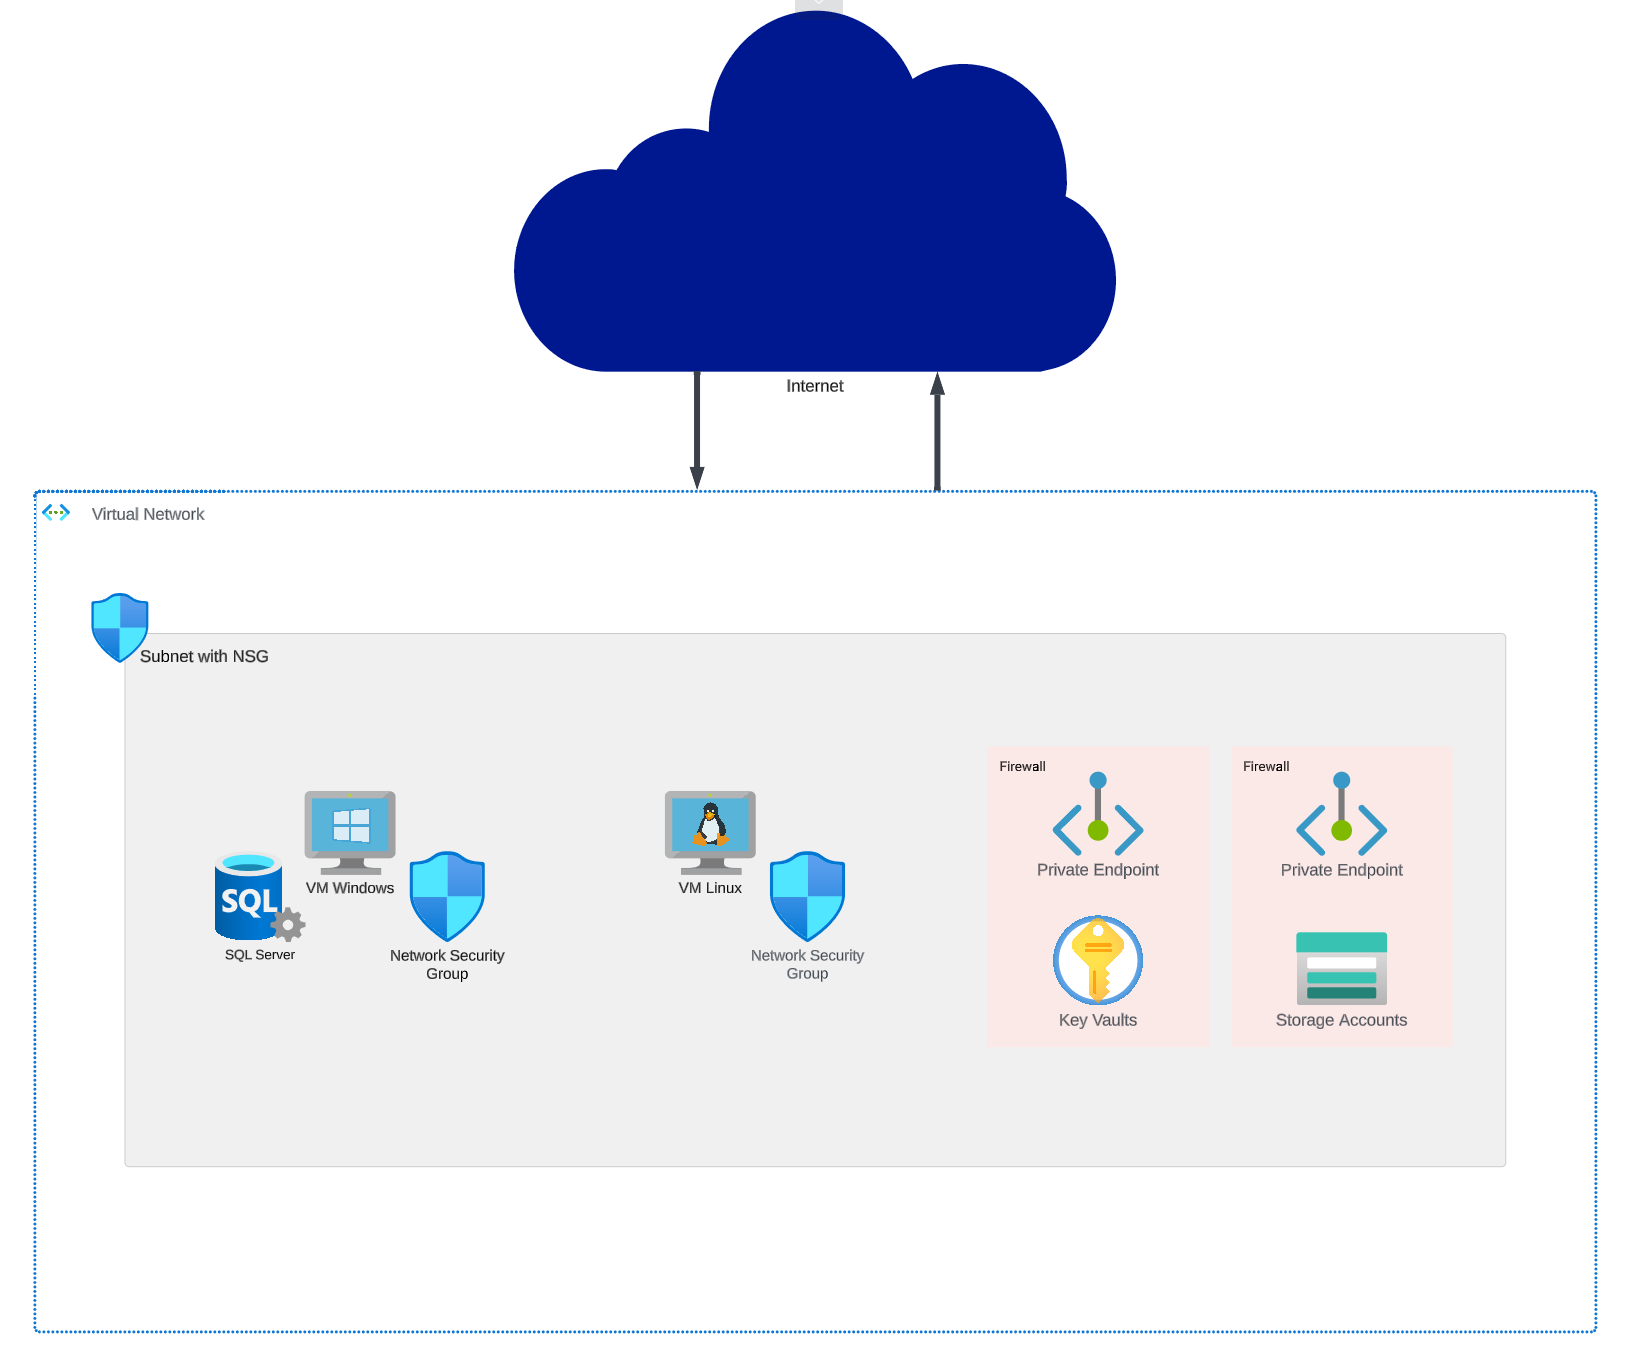 Internet
Virtual Network
Subnet with NSG
Firewall
Firewall
Private Endpoint
Private Endpoint
VM Windows
VM Linux
SQL
SQL Server
Network Security
Group
Network Security
Group
Key Vaults
Storage Accounts